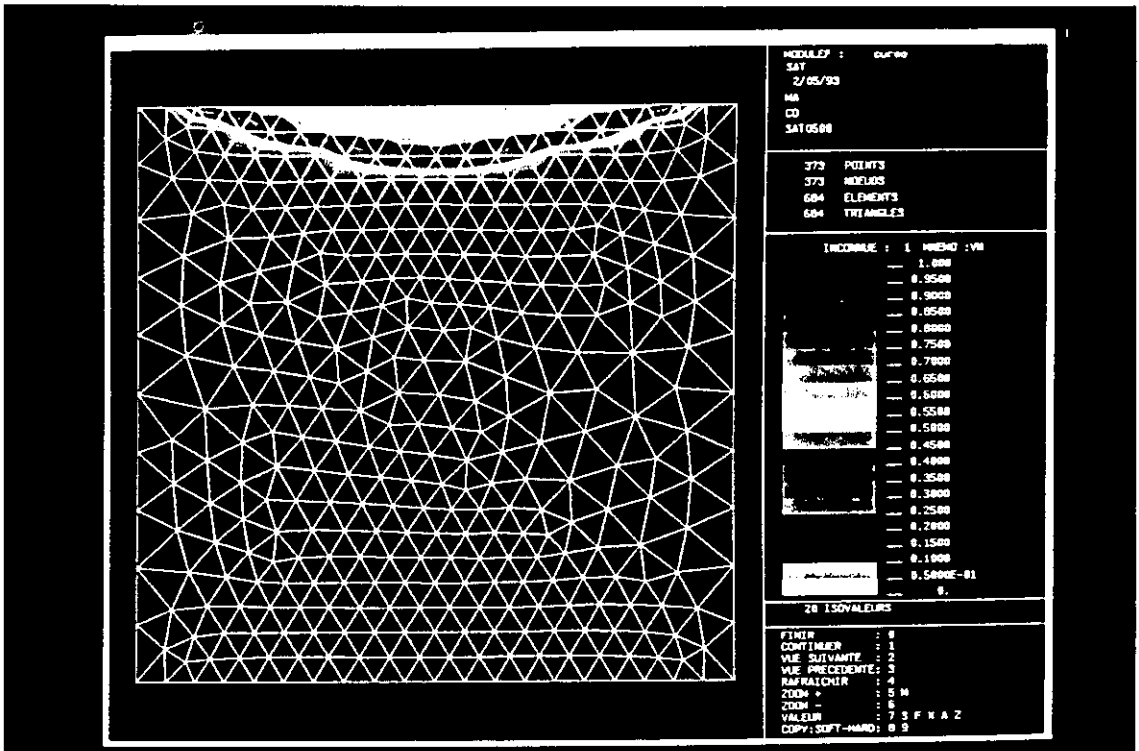 MODULEF : curwo
SAT
2/05/93
MA
CO
SAT0500
373 POINTS
373 NOEUDS
684 ELEMENTS
684 TRIANGLES
INCONNUE : 1 MNEMO :VN
1.000
0.9500
0.9000
0.8500
0.8000
0.7500
0.7000
0.6500
0.6000
0.5500
0.5000
0.4500
0.4000
0.3500
0.3000
0.2500
0.2000
0.1500
0.1000
0.5000E-01
0.
20 ISOVALEURS
FINIR : 0
CONTINUER : 1
VUE SUIVANTE : 2
VUE PRECEDENTE: 3
RAFRAICHIR : 4
ZOOM + : 5 M
ZOOM - : 6
VALEUR : 7 S F X A Z
COPY:SOFT-HARD: 8 9